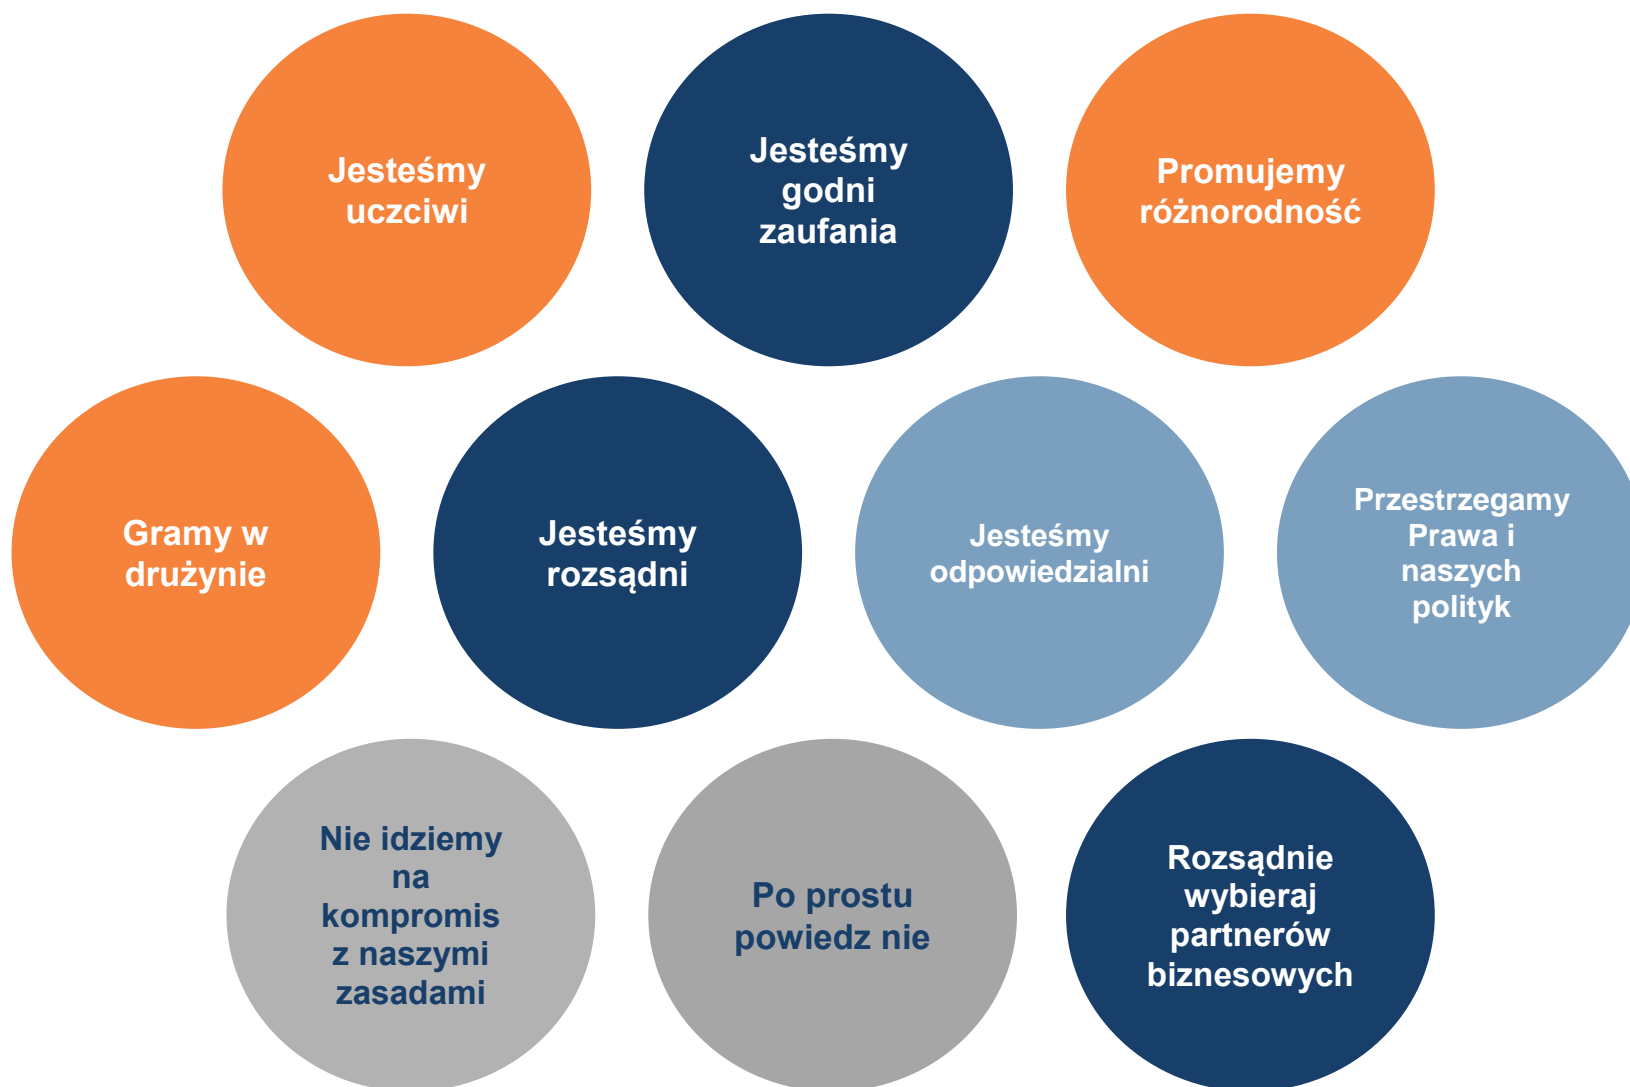 Jesteśmy
uczciwi
Jesteśmy
godni
zaufania
Promujemy
różnorodność
Gramy w
drużynie
Jesteśmy
rozsądni
Jesteśmy
odpowiedzialni
Przestrzegamy
Prawa i
naszych
polityk
Nie idziemy
na
kompromis
z naszymi
zasadami
Po prostu
powiedz nie
Rozsądnie
wybieraj
partnerów
biznesowych